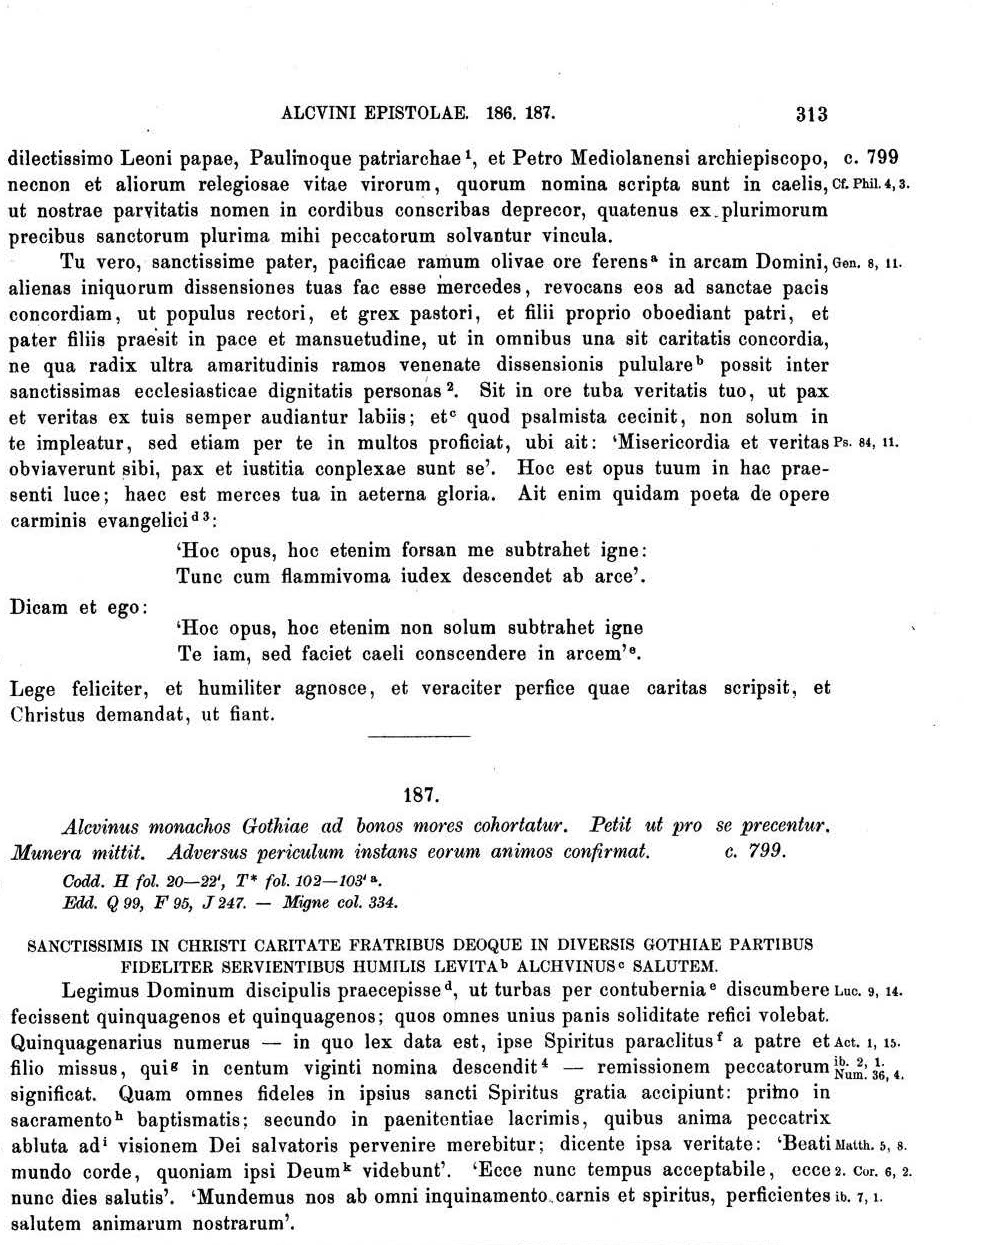 ALCVINI EPISTOLAE. 186. 187. 313
dilectissimo Leoni papae, Paulinoque patriarchae¹, et Petro Mediolanensi archiepiscopo, c. 799
necnon et aliorum relegiosae vitae virorum, quorum nomina scripta sunt in caelis, Cf. Phil. 4, 3.
ut nostrae parvitatis nomen in cordibus conscribas deprecor, quatenus ex plurimorum
precibus sanctorum plurima mihi peccatorum solvantur vincula.
Tu vero, sanctissime pater, pacificae ramum olivae ore ferensᵃ in arcam Domini, Gen. 8, 11.
alienas iniquorum dissensiones tuas fac esse mercedes, revocans eos ad sanctae pacis
concordiam, ut populus rectori, et grex pastori, et filii proprio oboediant patri, et
pater filiis praesit in pace et mansuetudine, ut in omnibus una sit caritatis concordia,
ne qua radix ultra amaritudinis ramos venenate dissensionis pululareᵇ possit inter
sanctissimas ecclesiasticae dignitatis personas². Sit in ore tuba veritatis tuo, ut pax
et veritas ex tuis semper audiantur labiis; etᶜ quod psalmista cecinit, non solum in
te impleatur, sed etiam per te in multos proficiat, ubi ait: ‘Misericordia et veritas Ps. 84, 11.
obviaverunt sibi, pax et iustitia conplexae sunt se’. Hoc est opus tuum in hac prae-
senti luce; haec est merces tua in aeterna gloria. Ait enim quidam poeta de opere
carminis evangeliciᵈ ³:
‘Hoc opus, hoc etenim forsan me subtrahet igne:
Tunc cum flammivoma iudex descendet ab arce’.
Dicam et ego:
‘Hoc opus, hoc etenim non solum subtrahet igne
Te iam, sed faciet caeli conscendere in arcem’ᵉ.
Lege feliciter, et humiliter agnosce, et veraciter perfice quae caritas scripsit, et
Christus demandat, ut fiant.
187.
Alcvinus monachos Gothiae ad bonos mores cohortatur. Petit ut pro se precentur.
Munera mittit. Adversus periculum instans eorum animos confirmat. c. 799.
Codd. H fol. 20—22', T* fol. 102—103' ᵃ.
Edd. Q 99, F 95, J 247. — Migne col. 334.
SANCTISSIMIS IN CHRISTI CARITATE FRATRIBUS DEOQUE IN DIVERSIS GOTHIAE PARTIBUS
FIDELITER SERVIENTIBUS HUMILIS LEVITAᵇ ALCHVINUSᶜ SALUTEM.
Legimus Dominum discipulis praecepisseᵈ, ut turbas per contuberniaᵉ discumbere Luc. 9, 14.
fecissent quinquagenos et quinquagenos; quos omnes unius panis soliditate refici volebat.
Quinquagenarius numerus — in quo lex data est, ipse Spiritus paraclitusᶠ a patre et Act. 1, 15.
filio missus, quiᵍ in centum viginti nomina descendit⁴ — remissionem peccatorum ib. 2, 1. Num. 36, 4.
significat. Quam omnes fideles in ipsius sancti Spiritus gratia accipiunt: primo in
sacramentoʰ baptismatis; secundo in paenitentiae lacrimis, quibus anima peccatrix
abluta adⁱ visionem Dei salvatoris pervenire merebitur; dicente ipsa veritate: ‘Beati Matth. 5, 8.
mundo corde, quoniam ipsi Deumᵏ videbunt’. ‘Ecce nunc tempus acceptabile, ecce 2. Cor. 6, 2.
nunc dies salutis’. ‘Mundemus nos ab omni inquinamento carnis et spiritus, perficientes ib. 7, 1.
salutem animarum nostrarum’.